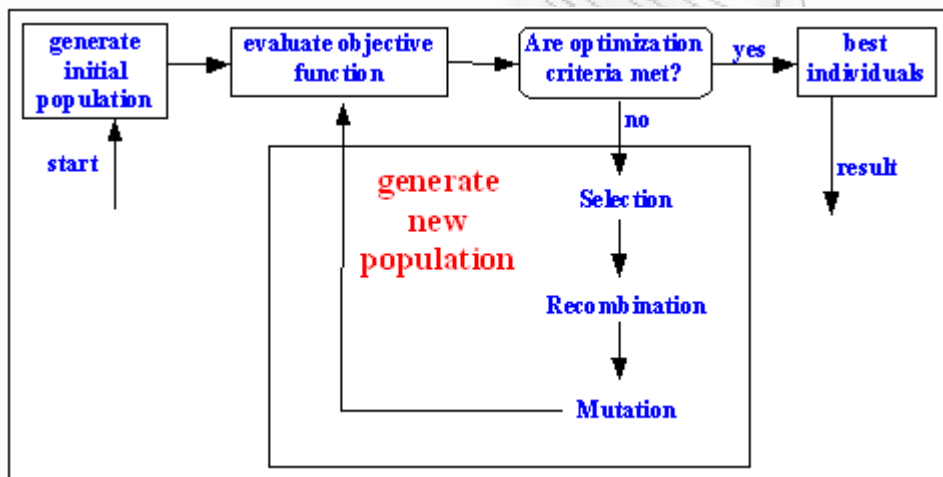 generate
initial
population
evaluate objective
function
Are optimization
criteria met?
yes
best
individuals
start
no
result
generate
new
population
Selection
Recombination
Mutation